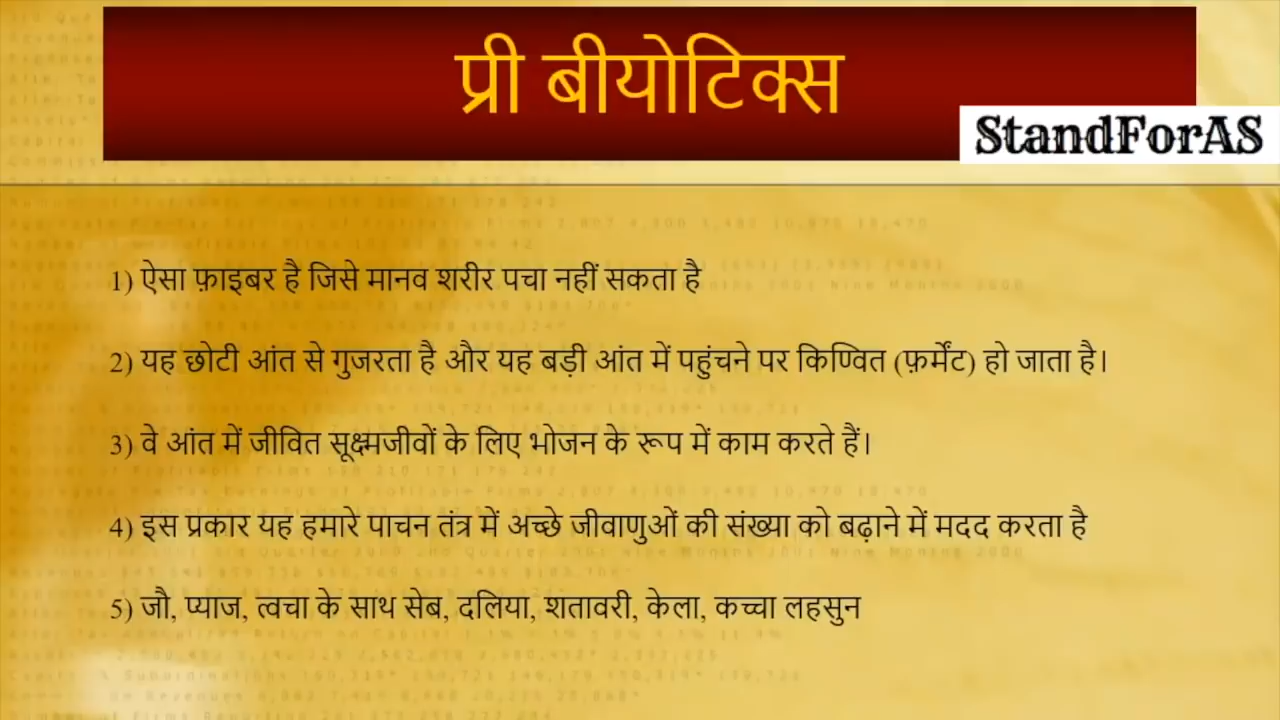 प्री बीयोटिक्स
StandForAS
1) ऐसा फ़ाइबर है जिसे मानव शरीर पचा नहीं सकता है
2) यह छोटी आंत से गुजरता है और यह बड़ी आंत में पहुंचने पर किण्वित (फ़र्मेंट) हो जाता है।
3) वे आंत में जीवित सूक्ष्मजीवों के लिए भोजन के रूप में काम करते हैं।
4) इस प्रकार यह हमारे पाचन तंत्र में अच्छे जीवाणुओं की संख्या को बढ़ाने में मदद करता है
5) जौ, प्याज, त्वचा के साथ सेब, दलिया, शतावरी, केला, कच्चा लहसुन